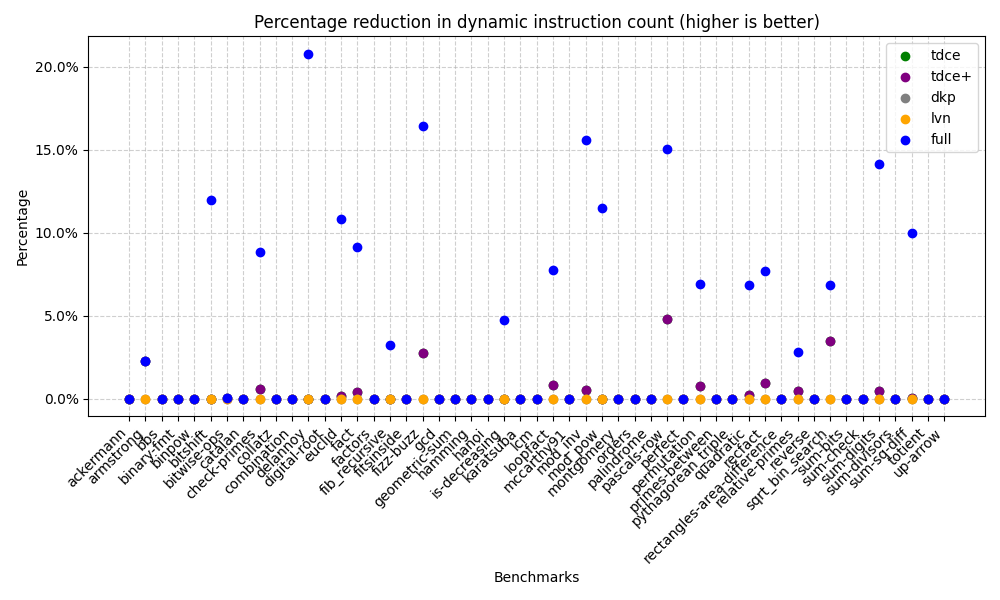 Percentage reduction in dynamic instruction count (higher is better)
20.0%
15.0%
10.0%
5.0%
0.0%
Percentage
tdce
tdce+
dkp
lvn
full
ackermann
armstrong
bbs
binary-fmt
binpow
bitshift
bitwise-ops
catalan
check-primes
collatz
combination
delannoy
digital-root
euclid
fact
factors
fib_recursive
fitsinside
fizz-buzz
gcd
geometric-sum
hamming
hanoi
is-decreasing
karatsuba
lcm
loopfact
mccarthy91
mod_inv
mod_pow
montgomery
orders
palindrome
pascals-row
perfect
permutation
primes-between
pythagorean_triple
quadratic
recfact
rectangles-area-difference
relative-primes
reverse
sqrt_bin_search
sum-bits
sum-check
sum-digits
sum-divisors
sum-sq-diff
totient
up-arrow
Benchmarks